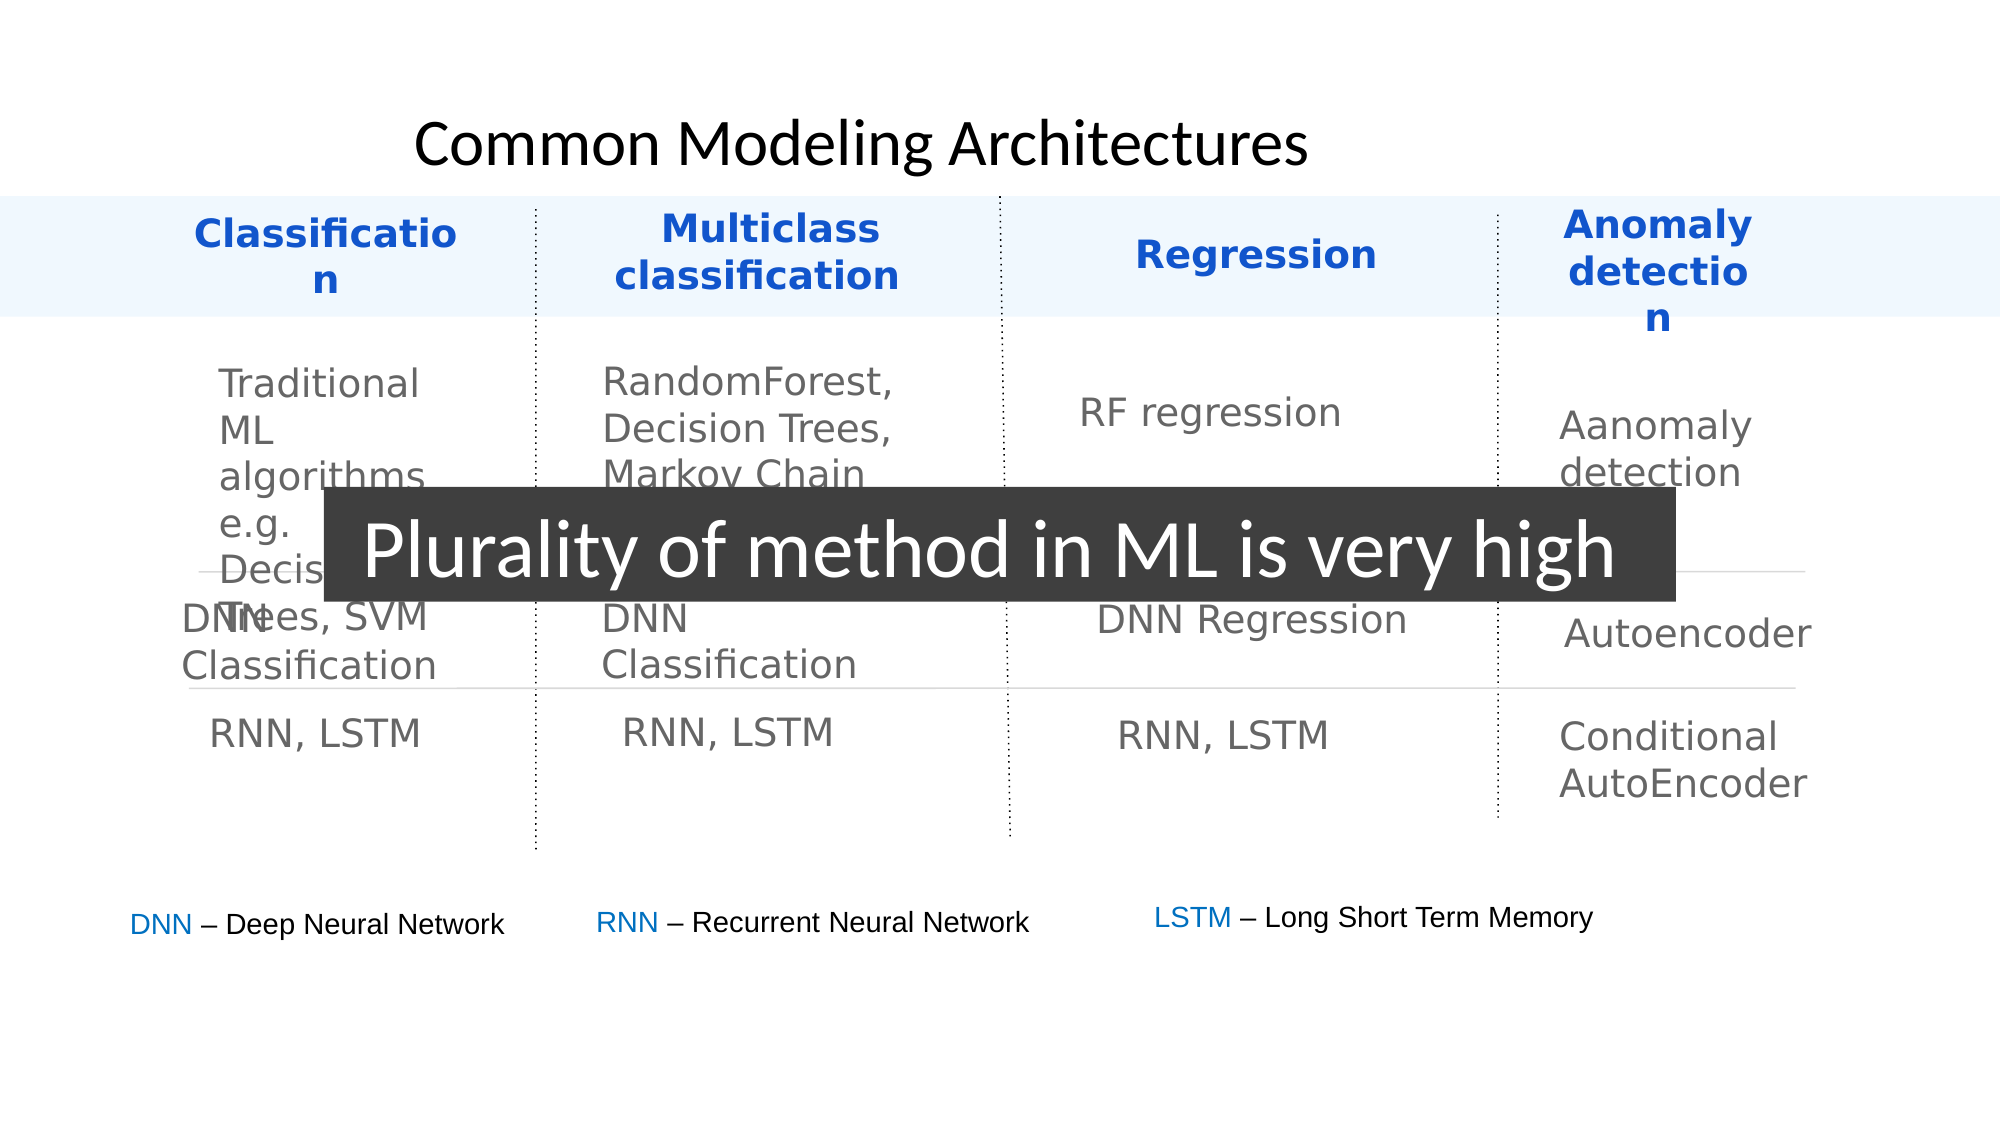 Common Modeling Architectures
Classificatio
n
Multiclass
classification
Regression
Anomaly
detectio
n
Traditional
ML
algorithms
e.g.
Trees, SVM
RandomForest,
Decision Trees,
Markov Chain
RF regression
Aanomaly
detection
Plurality of method in ML is very high
DNN
Classification
DNN
Classification
DNN Regression
Autoencoder
RNN, LSTM
RNN, LSTM
RNN, LSTM
Conditional
AutoEncoder
DNN – Deep Neural Network
RNN – Recurrent Neural Network
LSTM – Long Short Term Memory